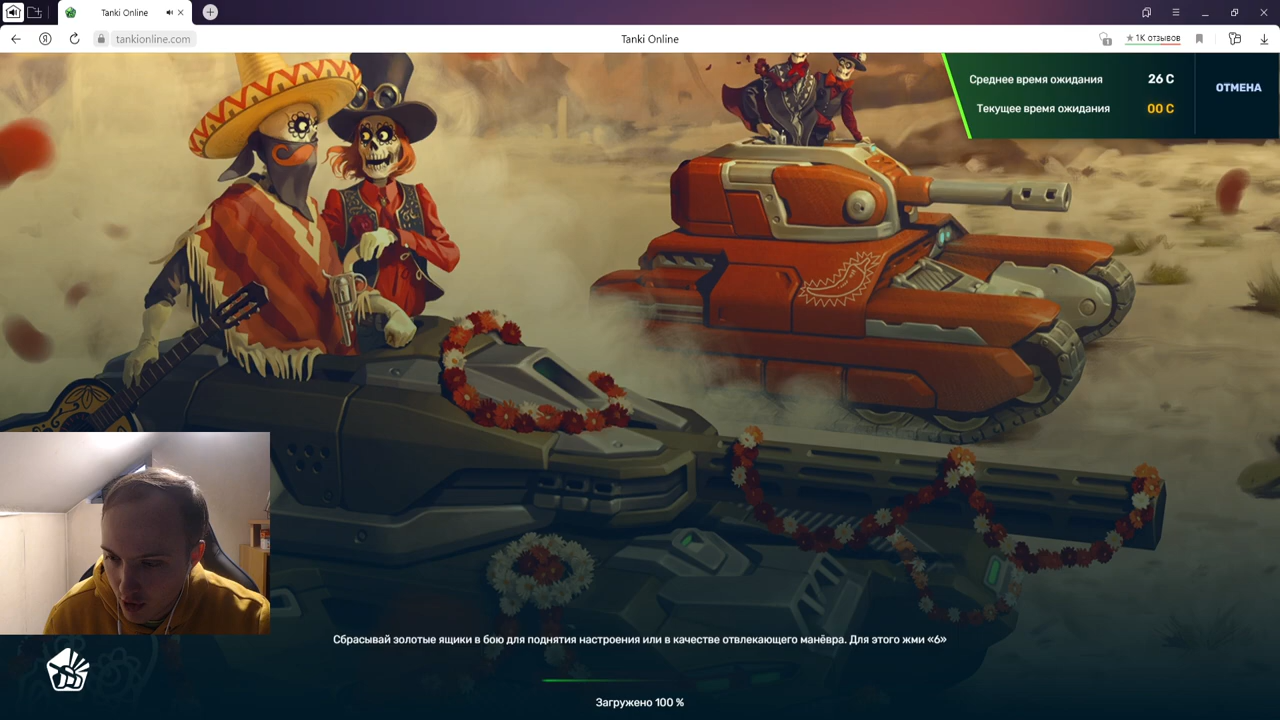 Tanki Online
tankionline.com
Tanki Online
★ 1K отзывов
Среднее время ожидания 26 С
Текущее время ожидания 00 С
ОТМЕНА
Сбрасывай золотые ящики в бою для поднятия настроения или в качестве отвлекающего манёвра. Для этого жми «6»
Загружено 100 %